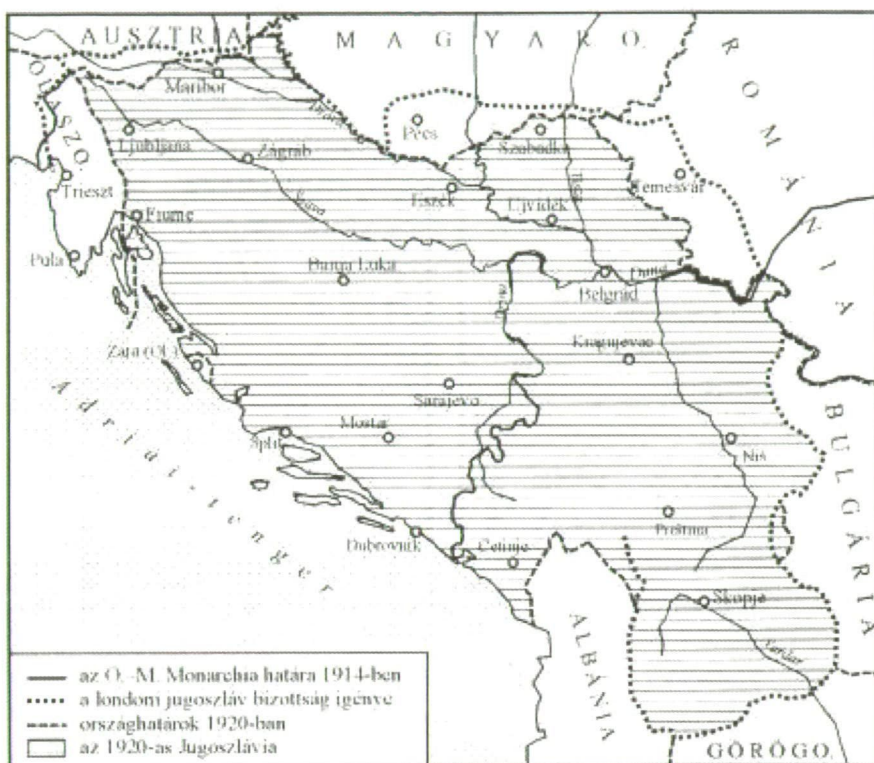 AUSZTRIA
MAGYARO.
ROMÁNIA
OLASZO.
Maribor
Dráva
Pécs
Szabadka
Ljubljana
Zágráb
Temesvár
Trieszt
Száva
Eszék
Tisza
Újvidék
Fiume
Pula
Banja Luka
Duna
Belgrád
Drina
Zára (Ol.)
Kragujevac
Sarajevo
Adriai-tenger
Mostar
Split
Niš
BULGÁRIA
Dubrovnik
Cetinje
Priština
Skopje
Vardar
ALBÁNIA
GÖRÖGO.
az O. -M. Monarchia határa 1914-ben
a londoni jugoszláv bizottság igénye
országhatárok 1920-ban
az 1920-as Jugoszlávia